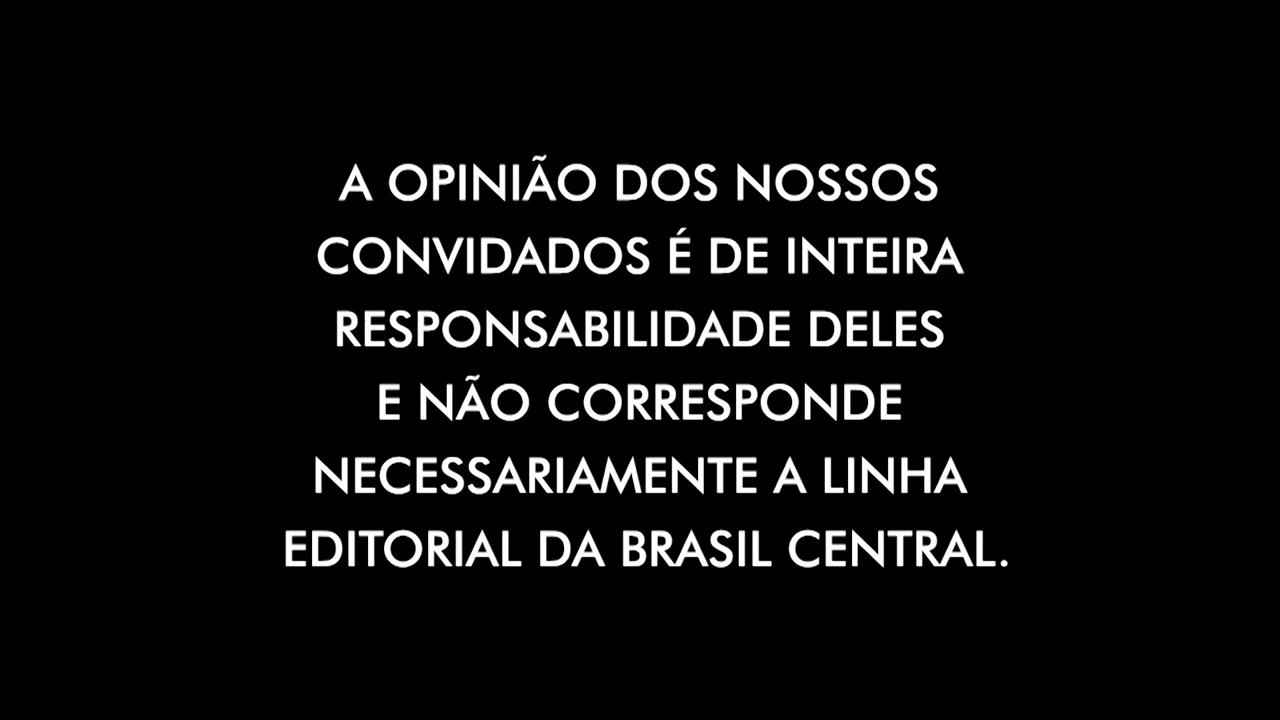 A OPINIÃO DOS NOSSOS
CONVIDADOS É DE INTEIRA
RESPONSABILIDADE DELES
E NÃO CORRESPONDE
NECESSARIAMENTE A LINHA
EDITORIAL DA BRASIL CENTRAL.